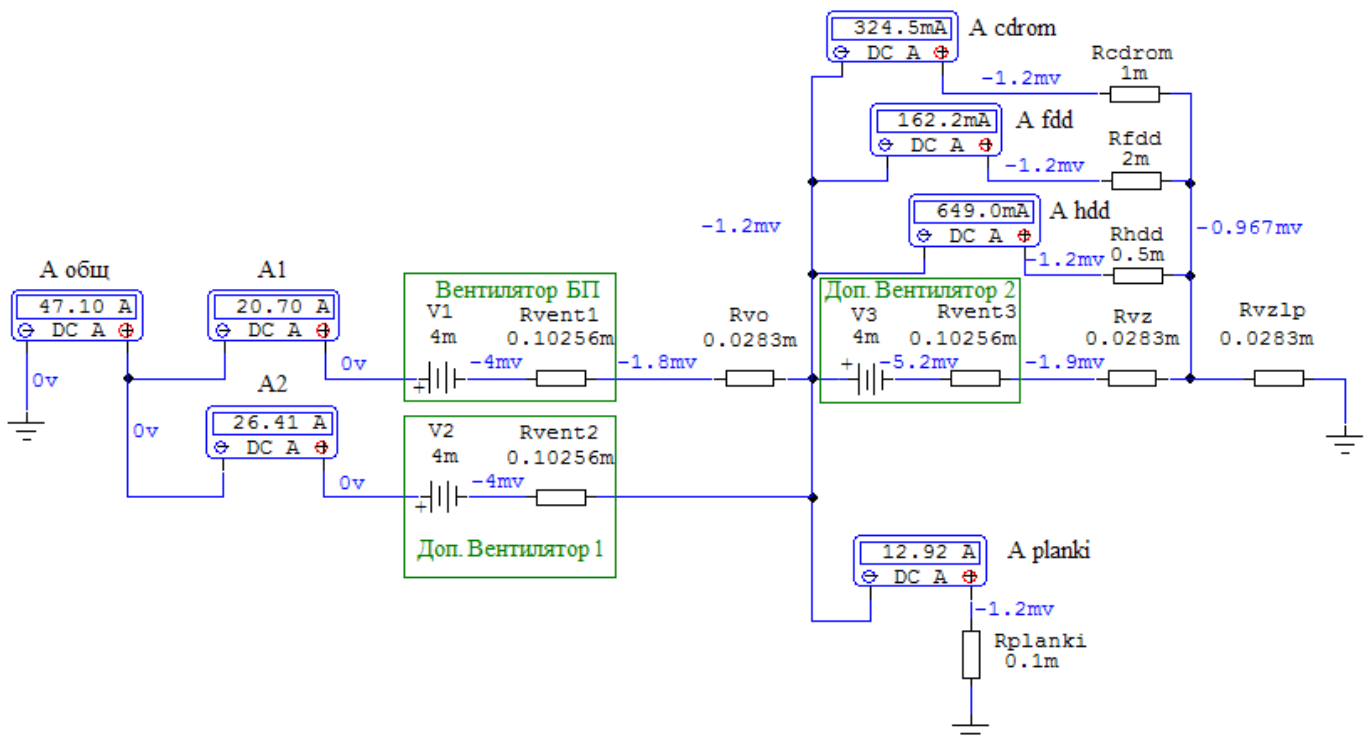 324.5mA
A cdrom
DC A
Rcdrom
1m
-1.2mv
162.2mA
A fdd
DC A
Rfdd
2m
-1.2mv
649.0mA
A hdd
DC A
Rhdd
0.5m
-1.2mv
-1.2mv
-0.967mv
А общ
47.10 A
DC A
0v
A1
20.70 A
DC A
0v
Вентилятор БП
V1
4m
Rvent1
0.10256m
-4mv
-1.8mv
Rvo
0.0283m
Доп. Вентилятор 2
V3
4m
Rvent3
0.10256m
-5.2mv
-1.9mv
Rvz
0.0283m
Rvzlp
0.0283m
A2
26.41 A
DC A
0v
0v
V2
4m
Rvent2
0.10256m
-4mv
Доп. Вентилятор 1
12.92 A
A planki
DC A
-1.2mv
Rplanki
0.1m